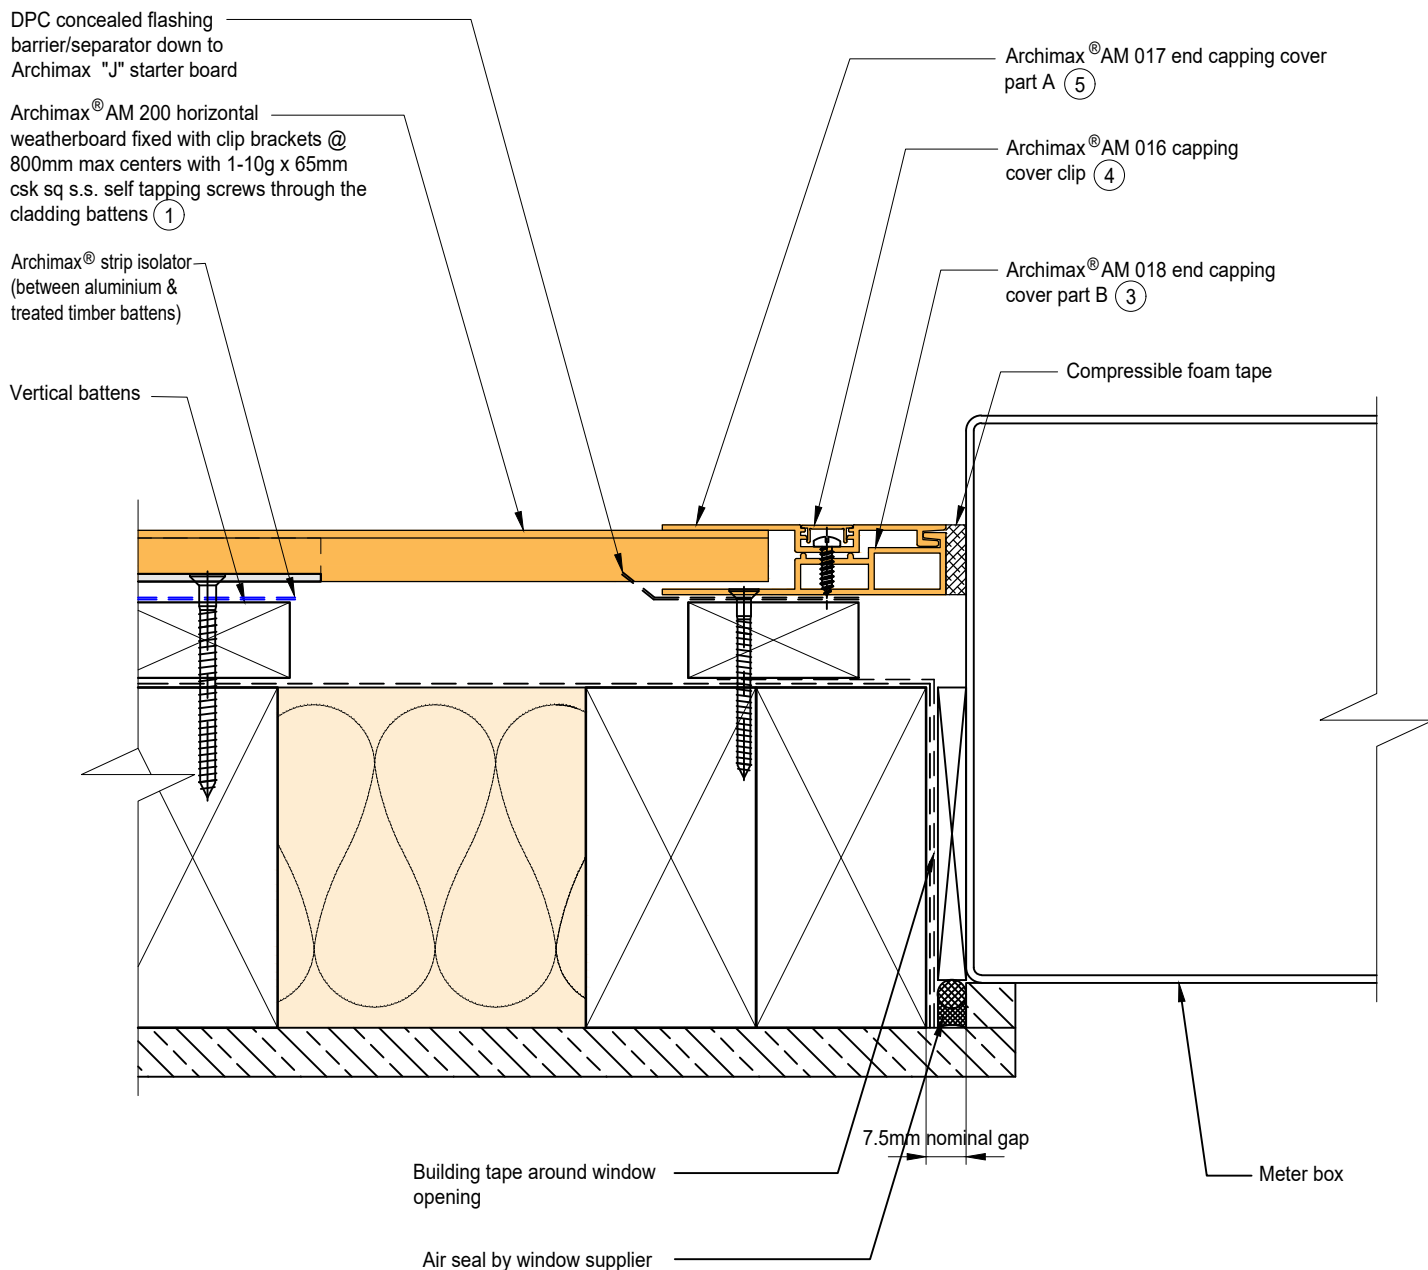 DPC concealed flashing
barrier/separator down to
Archimax "J" starter board
Archimax® AM 200 horizontal
weatherboard fixed with clip brackets @
800mm max centers with 1-10g x 65mm
csk sq s.s. self tapping screws through the
cladding battens 1
Archimax® strip isolator
(between aluminium &
treated timber battens)
Vertical battens
Archimax® AM 017 end capping cover
part A 5
Archimax® AM 016 capping
cover clip 4
Archimax® AM 018 end capping
cover part B 3
Compressible foam tape
7.5mm nominal gap
Building tape around window
opening
Meter box
Air seal by window supplier